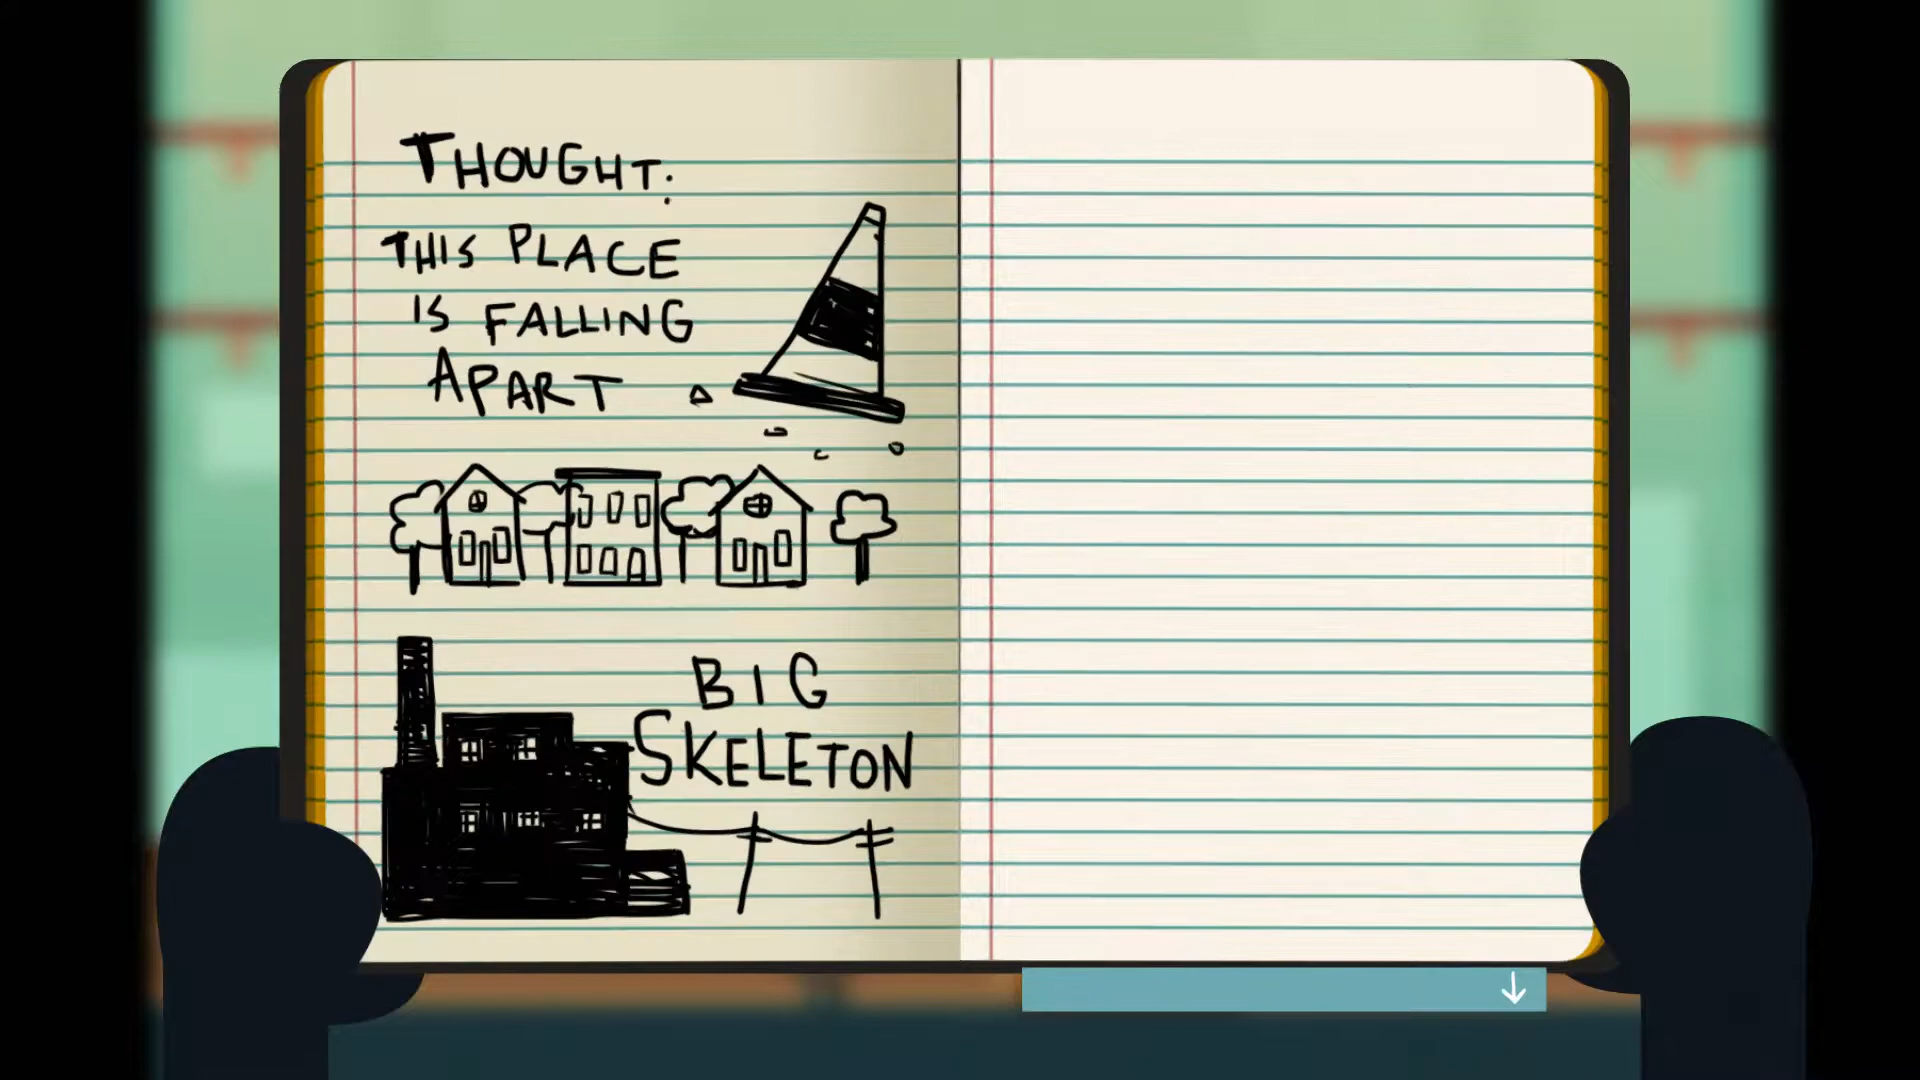 THOUGHT:
THIS PLACE
IS FALLING
APART
BIG
SKELETON